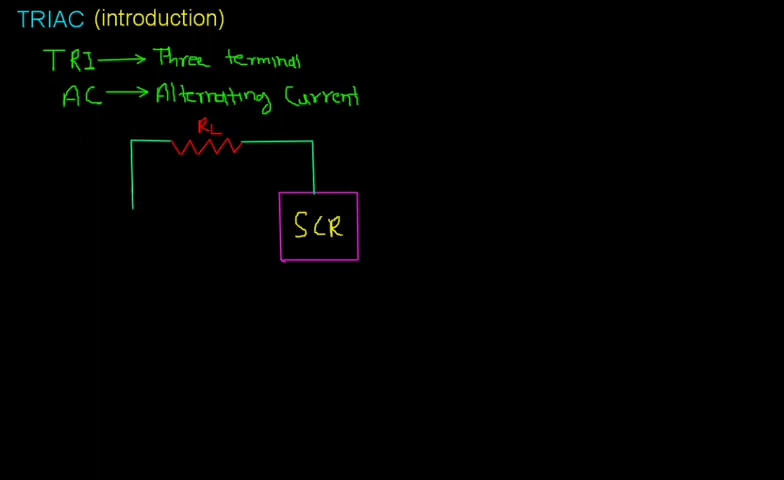 TRIAC (introduction)
TRI → Three terminal
AC → Alternating Current
RL
SCR